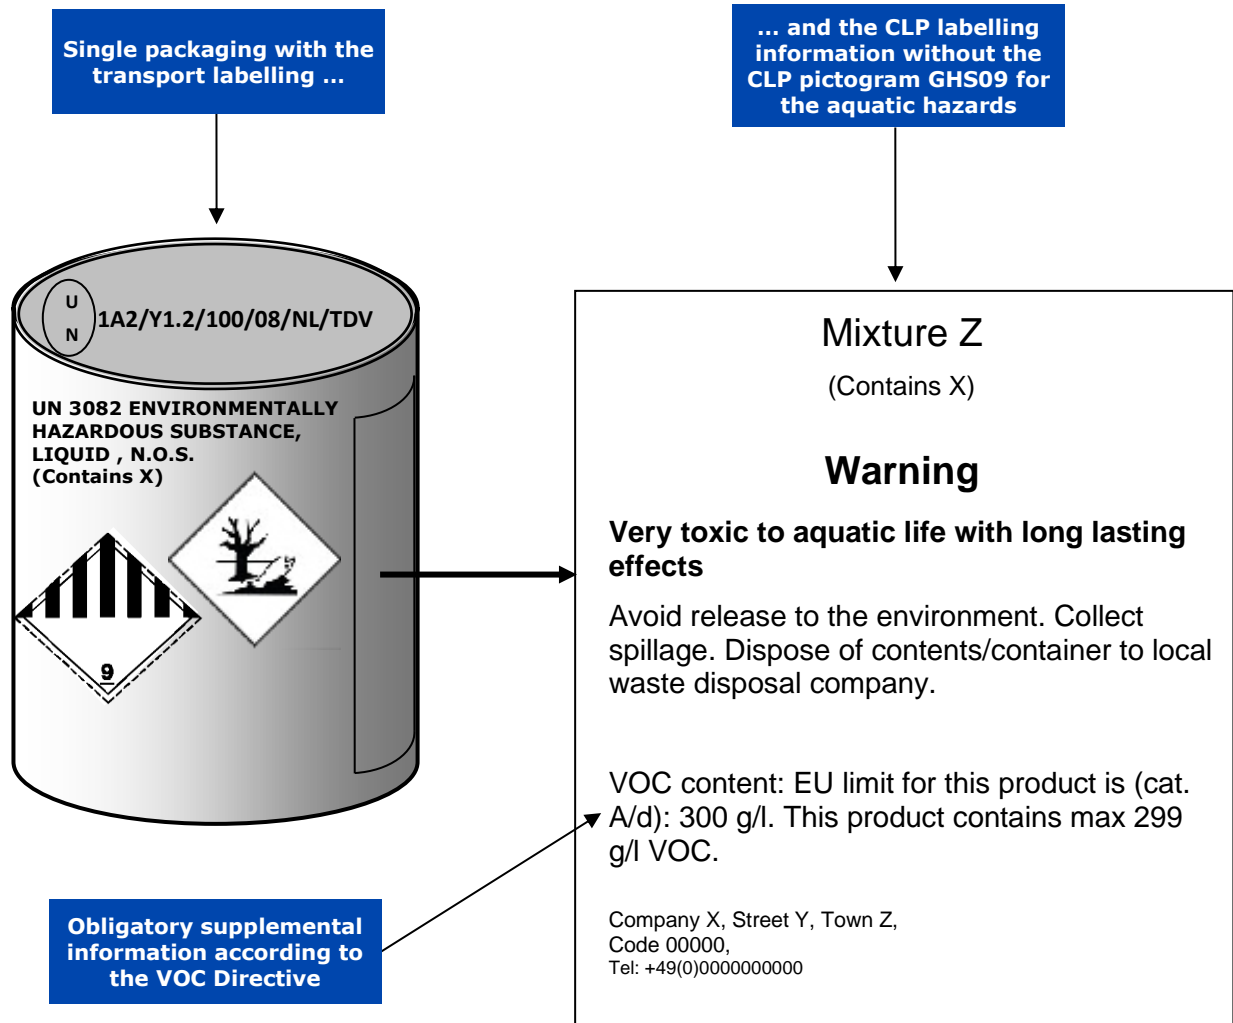 Single packaging with the
transport labelling ...
... and the CLP labelling
information without the
CLP pictogram GHS09 for
the aquatic hazards
U
N
1A2/Y1.2/100/08/NL/TDV
UN 3082 ENVIRONMENTALLY
HAZARDOUS SUBSTANCE,
LIQUID , N.O.S.
(Contains X)
9
Mixture Z
(Contains X)
Warning
Very toxic to aquatic life with long lasting
effects
Avoid release to the environment. Collect
spillage. Dispose of contents/container to local
waste disposal company.
VOC content: EU limit for this product is (cat.
A/d): 300 g/l. This product contains max 299
g/l VOC.
Company X, Street Y, Town Z,
Code 00000,
Tel: +49(0)0000000000
Obligatory supplemental
information according to
the VOC Directive